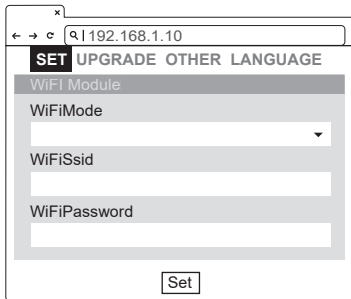 192.168.1.10
SET UPGRADE OTHER LANGUAGE
WiFI Module
WiFiMode
WiFiSsid
WiFiPassword
Set